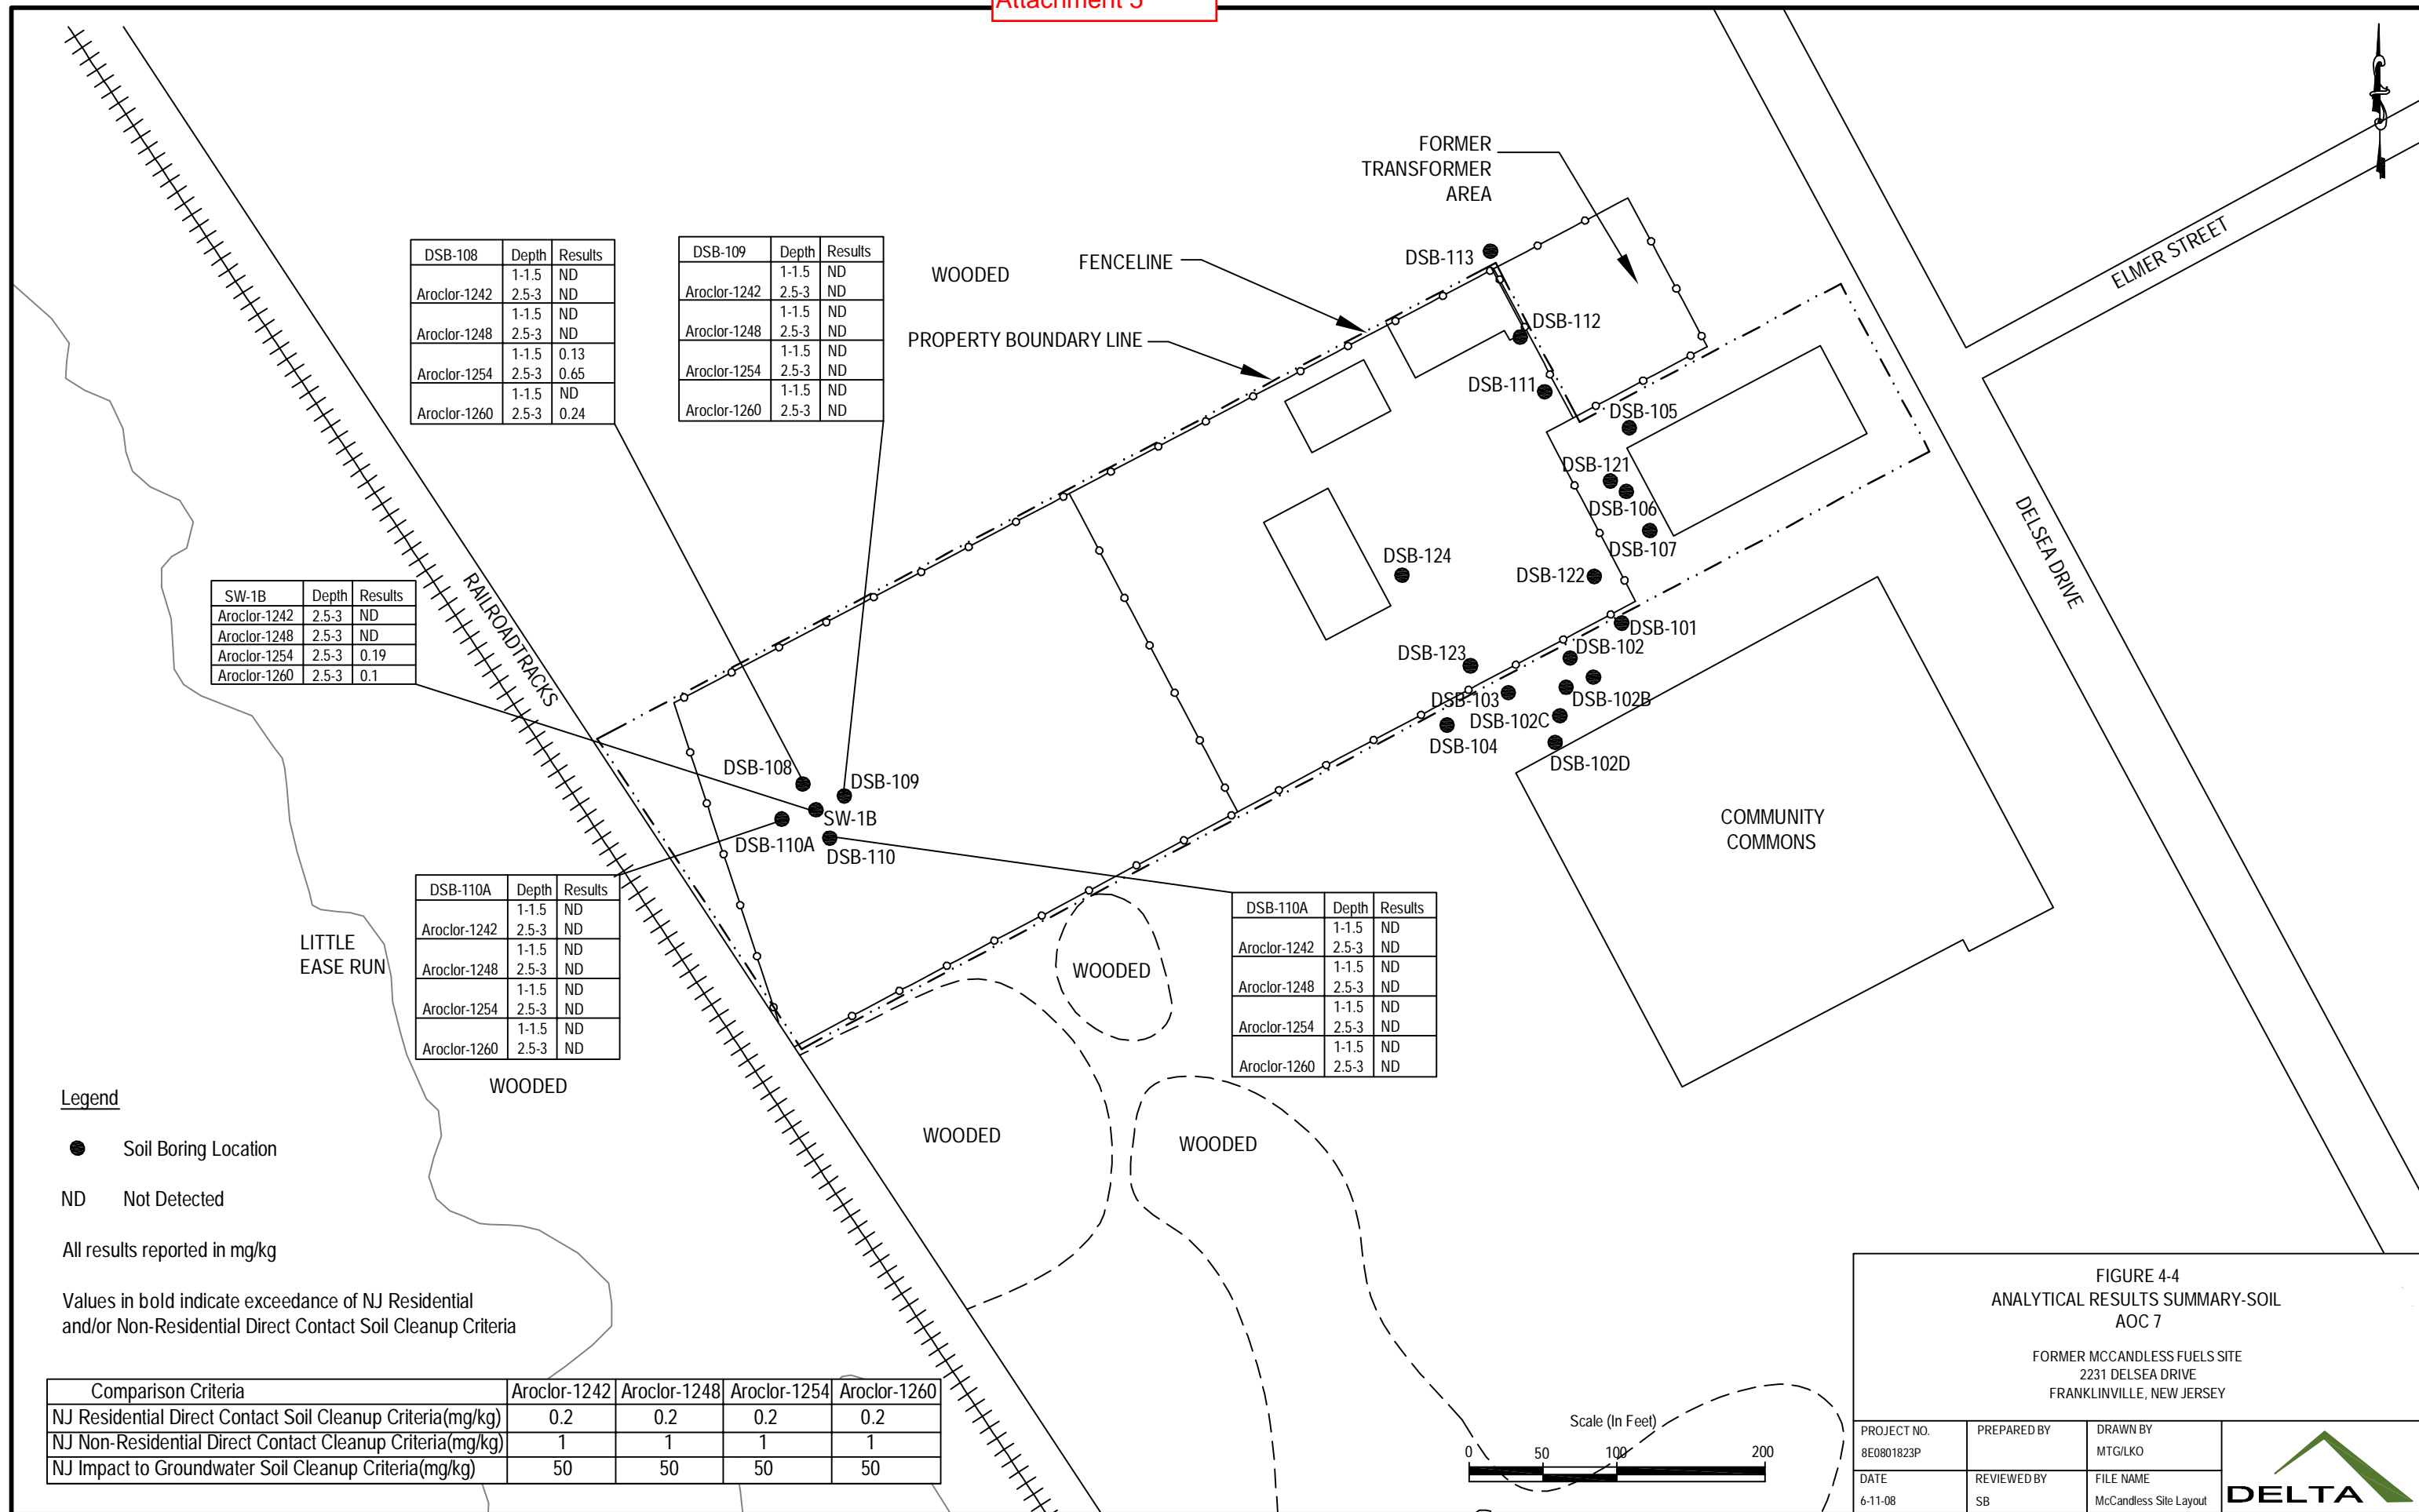 Attachment 5
FORMER
TRANSFORMER
AREA
DSB-113
FENCELINE
WOODED
PROPERTY BOUNDARY LINE
DSB-112
DSB-111
DSB-105
DSB-121
DSB-106
DSB-107
DSB-124
DSB-122
DSB-101
DSB-102
DSB-123
DSB-103
DSB-102B
DSB-102C
DSB-104
DSB-102D
ELMER STREET
DELSEA DRIVE
COMMUNITY
COMMONS
DSB-108 Depth Results
1-1.5 ND
Aroclor-1242 2.5-3 ND
1-1.5 ND
Aroclor-1248 2.5-3 ND
1-1.5 0.13
Aroclor-1254 2.5-3 0.65
1-1.5 ND
Aroclor-1260 2.5-3 0.24
DSB-109 Depth Results
1-1.5 ND
Aroclor-1242 2.5-3 ND
1-1.5 ND
Aroclor-1248 2.5-3 ND
1-1.5 ND
Aroclor-1254 2.5-3 ND
1-1.5 ND
Aroclor-1260 2.5-3 ND
SW-1B Depth Results
Aroclor-1242 2.5-3 ND
Aroclor-1248 2.5-3 ND
Aroclor-1254 2.5-3 0.19
Aroclor-1260 2.5-3 0.1
RAILROADTRACKS
DSB-108
DSB-109
SW-1B
DSB-110A
DSB-110
DSB-110A Depth Results
1-1.5 ND
Aroclor-1242 2.5-3 ND
1-1.5 ND
Aroclor-1248 2.5-3 ND
1-1.5 ND
Aroclor-1254 2.5-3 ND
1-1.5 ND
Aroclor-1260 2.5-3 ND
DSB-110A Depth Results
1-1.5 ND
Aroclor-1242 2.5-3 ND
1-1.5 ND
Aroclor-1248 2.5-3 ND
1-1.5 ND
Aroclor-1254 2.5-3 ND
1-1.5 ND
Aroclor-1260 2.5-3 ND
LITTLE
EASE RUN
WOODED
WOODED
WOODED
WOODED
Legend
Soil Boring Location
ND Not Detected
All results reported in mg/kg
Values in bold indicate exceedance of NJ Residential
and/or Non-Residential Direct Contact Soil Cleanup Criteria
Comparison Criteria Aroclor-1242 Aroclor-1248 Aroclor-1254 Aroclor-1260
NJ Residential Direct Contact Soil Cleanup Criteria(mg/kg) 0.2 0.2 0.2 0.2
NJ Non-Residential Direct Contact Cleanup Criteria(mg/kg) 1 1 1 1
NJ Impact to Groundwater Soil Cleanup Criteria(mg/kg) 50 50 50 50
Scale (In Feet)
0 50 100 200
FIGURE 4-4
ANALYTICAL RESULTS SUMMARY-SOIL
AOC 7
FORMER MCCANDLESS FUELS SITE
2231 DELSEA DRIVE
FRANKLINVILLE, NEW JERSEY
PROJECT NO. PREPARED BY DRAWN BY
8E0801823P MTG/LKO
DATE REVIEWED BY FILE NAME
6-11-08 SB McCandless Site Layout
DELTA